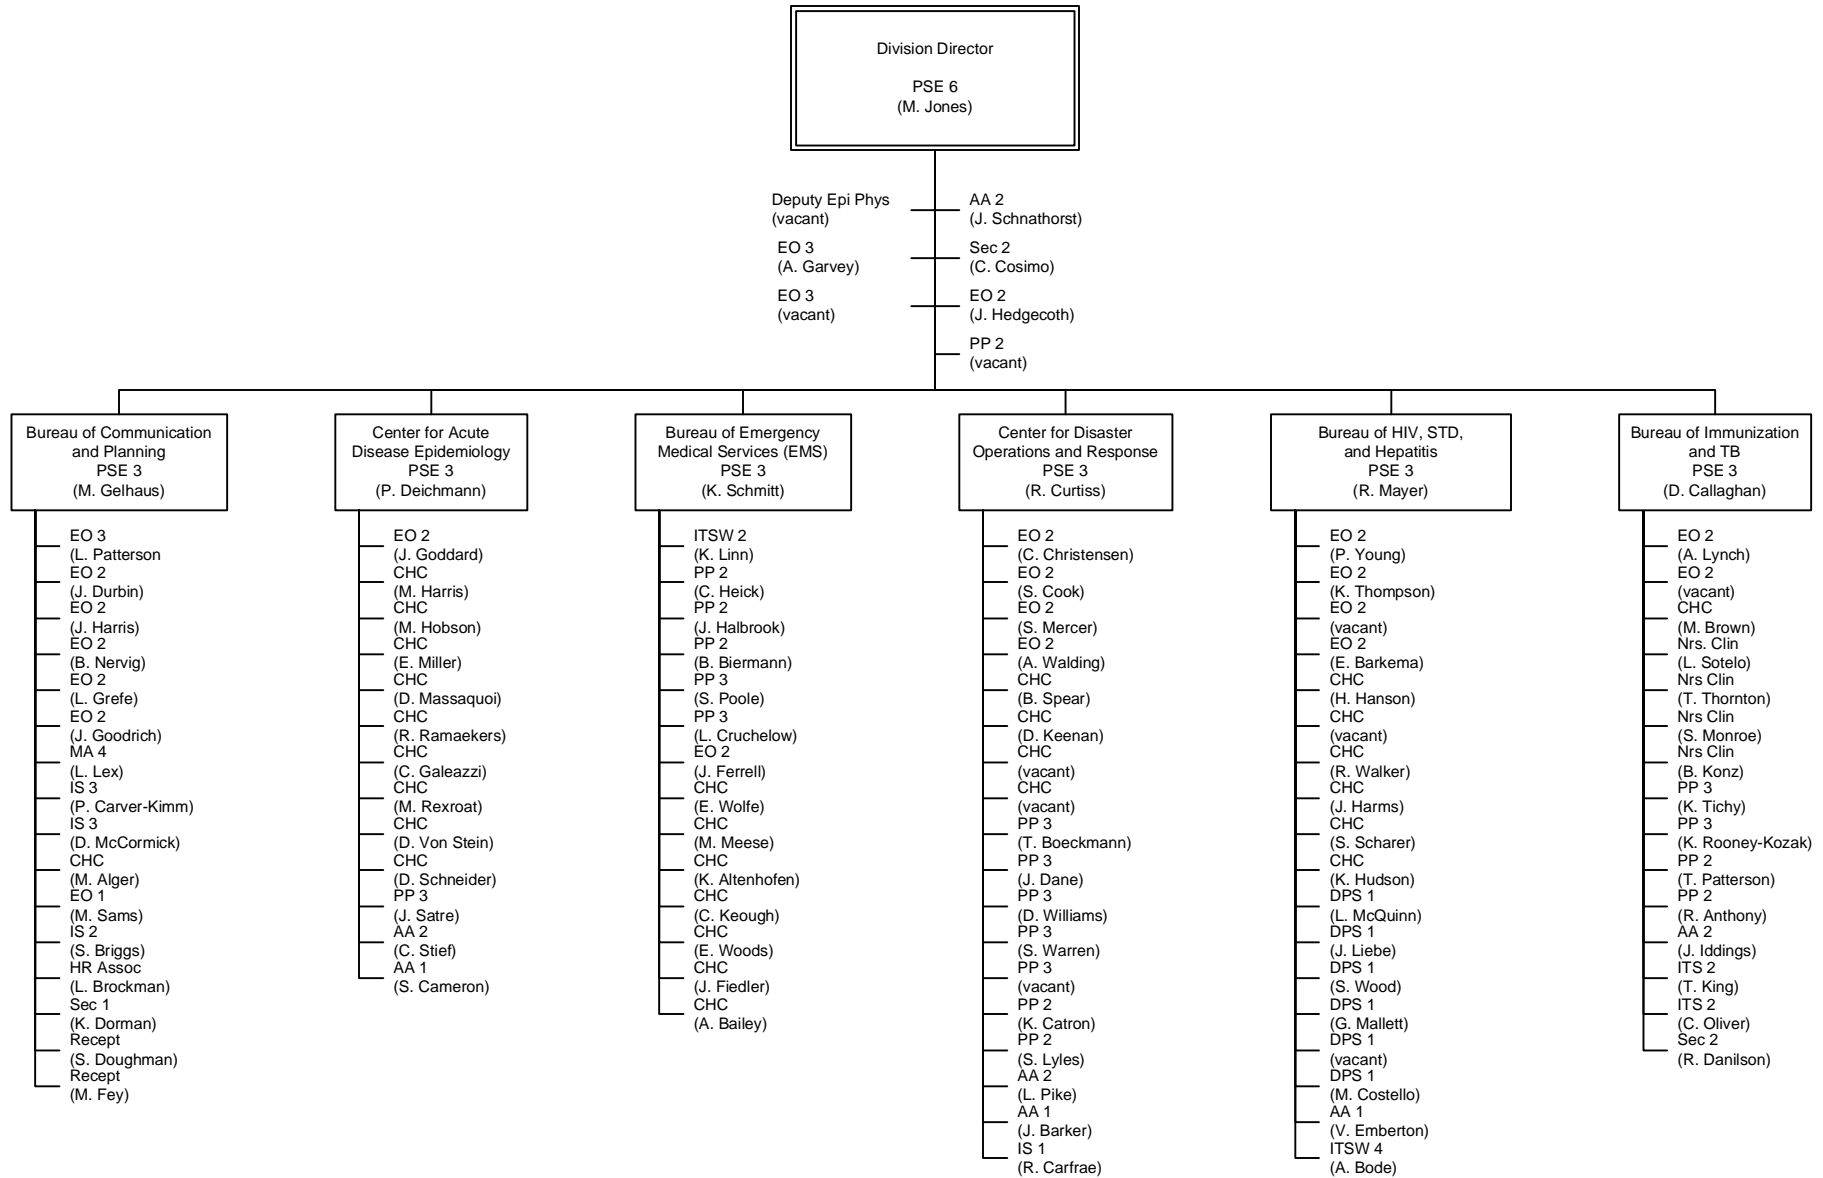 Division Director
PSE 6
(M. Jones)
Deputy Epi Phys
(vacant)
EO 3
(A. Garvey)
EO 3
(vacant)
AA 2
(J. Schnathorst)
Sec 2
(C. Cosimo)
EO 2
(J. Hedgecoth)
PP 2
(vacant)
Bureau of Communication
and Planning
PSE 3
(M. Gelhaus)
EO 3
(L. Patterson
EO 2
(J. Durbin)
EO 2
(J. Harris)
EO 2
(B. Nervig)
EO 2
(L. Grefe)
EO 2
(J. Goodrich)
MA 4
(L. Lex)
IS 3
(P. Carver-Kimm)
IS 3
(D. McCormick)
CHC
(M. Alger)
EO 1
(M. Sams)
IS 2
(S. Briggs)
HR Assoc
(L. Brockman)
Sec 1
(K. Dorman)
Recept
(S. Doughman)
Recept
(M. Fey)
Center for Acute
Disease Epidemiology
PSE 3
(P. Deichmann)
EO 2
(J. Goddard)
CHC
(M. Harris)
CHC
(M. Hobson)
CHC
(E. Miller)
CHC
(D. Massaquoi)
CHC
(R. Ramaekers)
CHC
(C. Galeazzi)
CHC
(M. Rexroat)
CHC
(D. Von Stein)
CHC
(D. Schneider)
PP 3
(J. Satre)
AA 2
(C. Stief)
AA 1
(S. Cameron)
Bureau of Emergency
Medical Services (EMS)
PSE 3
(K. Schmitt)
ITSW 2
(K. Linn)
PP 2
(C. Heick)
PP 2
(J. Halbrook)
PP 2
(B. Biermann)
PP 3
(S. Poole)
PP 3
(L. Cruchelow)
EO 2
(J. Ferrell)
CHC
(E. Wolfe)
CHC
(M. Meese)
CHC
(K. Altenhofen)
CHC
(C. Keough)
CHC
(E. Woods)
CHC
(J. Fiedler)
CHC
(A. Bailey)
Center for Disaster
Operations and Response
PSE 3
(R. Curtiss)
EO 2
(C. Christensen)
EO 2
(S. Cook)
EO 2
(S. Mercer)
EO 2
(A. Walding)
CHC
(B. Spear)
CHC
(D. Keenan)
CHC
(vacant)
CHC
(vacant)
PP 3
(T. Boeckmann)
PP 3
(J. Dane)
PP 3
(D. Williams)
PP 3
(S. Warren)
PP 3
(vacant)
PP 2
(K. Catron)
PP 2
(S. Lyles)
AA 2
(L. Pike)
AA 1
(J. Barker)
IS 1
(R. Carfrae)
Bureau of HIV, STD,
and Hepatitis
PSE 3
(R. Mayer)
EO 2
(P. Young)
EO 2
(K. Thompson)
EO 2
(vacant)
EO 2
(E. Barkema)
CHC
(H. Hanson)
CHC
(vacant)
CHC
(R. Walker)
CHC
(J. Harms)
CHC
(S. Scharer)
CHC
(K. Hudson)
DPS 1
(L. McQuinn)
DPS 1
(J. Liebe)
DPS 1
(S. Wood)
DPS 1
(G. Mallett)
DPS 1
(vacant)
DPS 1
(M. Costello)
AA 1
(V. Emberton)
ITSW 4
(A. Bode)
Bureau of Immunization
and TB
PSE 3
(D. Callaghan)
EO 2
(A. Lynch)
EO 2
(vacant)
CHC
(M. Brown)
Nrs. Clin
(L. Sotelo)
Nrs Clin
(T. Thornton)
Nrs Clin
(S. Monroe)
Nrs Clin
(B. Konz)
PP 3
(K. Tichy)
PP 3
(K. Rooney-Kozak)
PP 2
(T. Patterson)
PP 2
(R. Anthony)
AA 2
(J. Iddings)
ITS 2
(T. King)
ITS 2
(C. Oliver)
Sec 2
(R. Danilson)